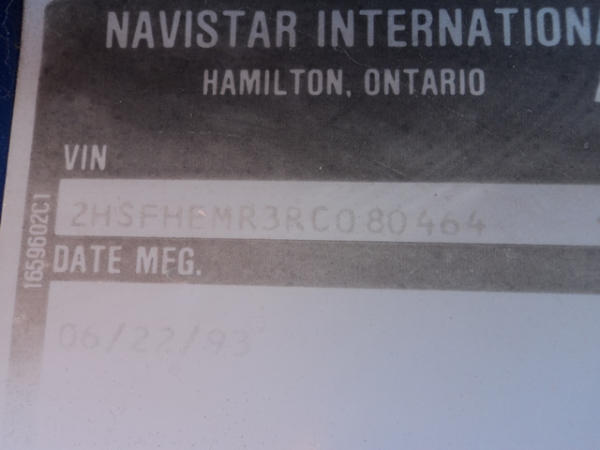 NAVISTAR INTERNATIONA
HAMILTON, ONTARIO
VIN
2HSFHEMR3RC080464
DATE MFG.
06/22/93
1659602C1